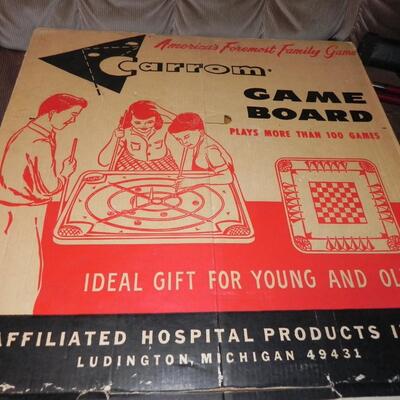 America's Foremost Family Game
Carrom
GAME
BOARD
PLAYS MORE THAN 100 GAMES
IDEAL GIFT FOR YOUNG AND OL
AFFILIATED HOSPITAL PRODUCTS I
LUDINGTON, MICHIGAN 49431